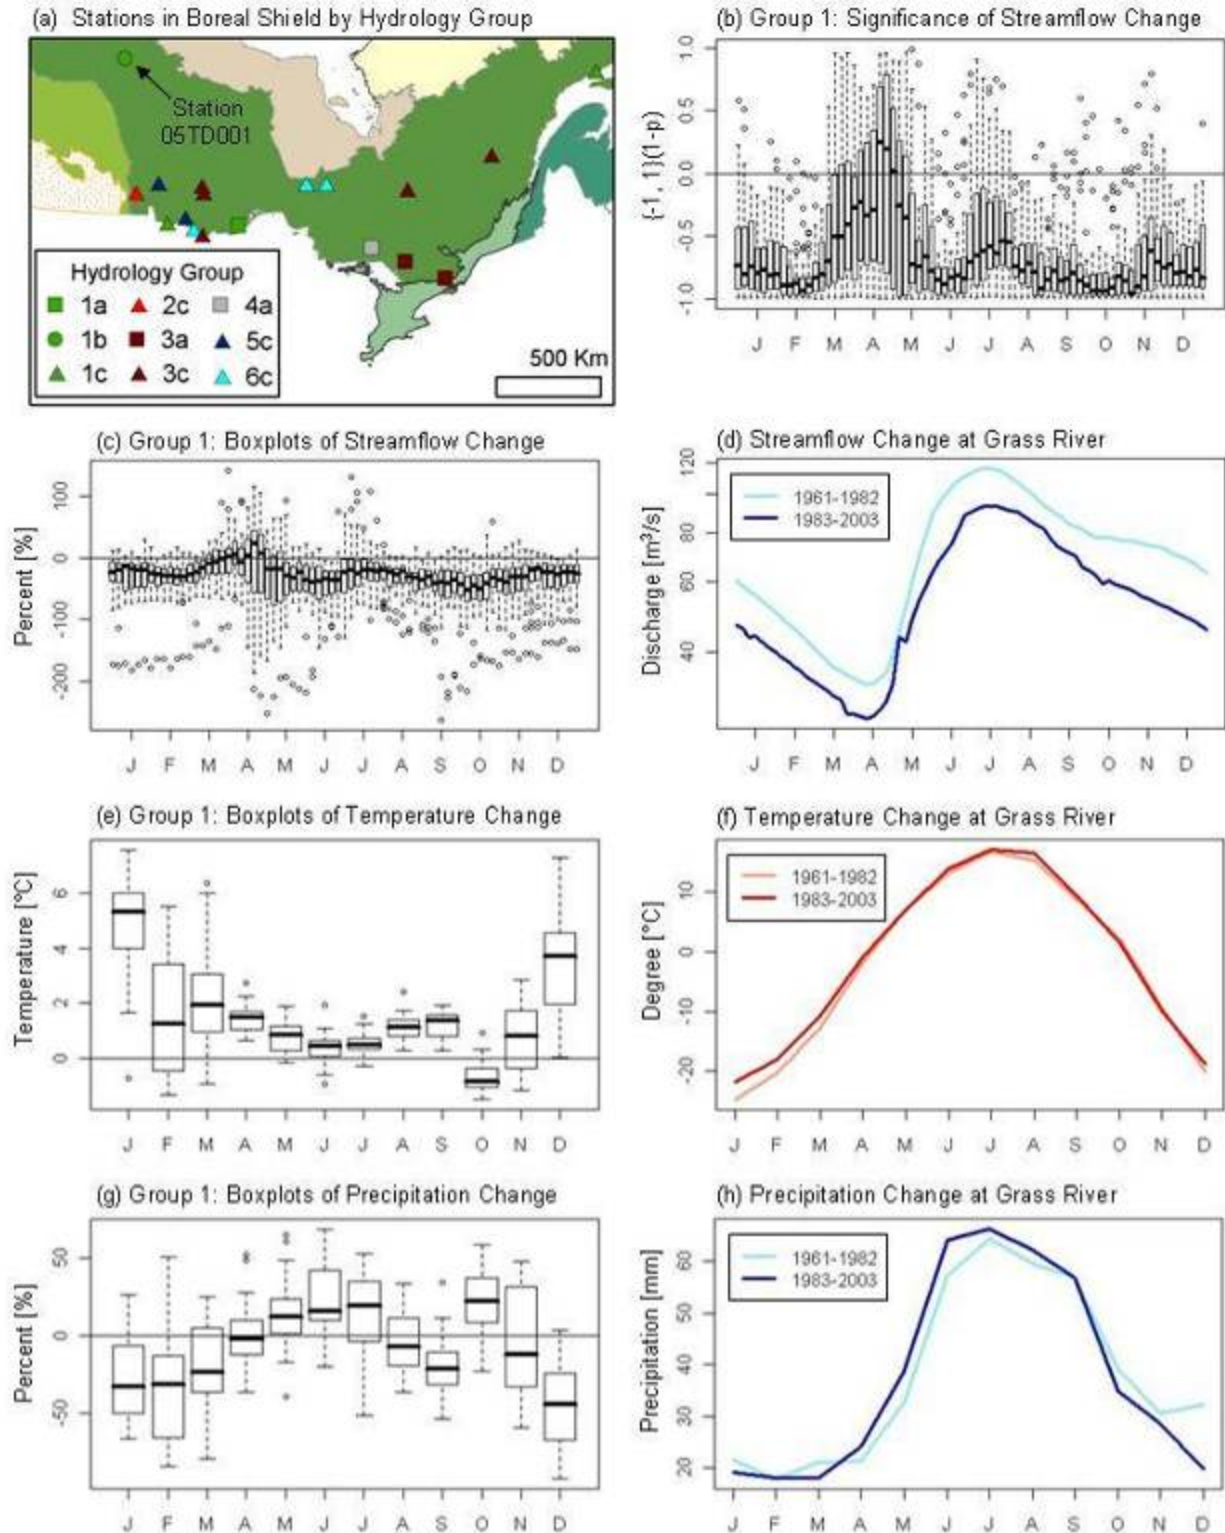 (a) Stations in Boreal Shield by Hydrology Group
Station
05TD001
Hydrology Group
1a 2c 4a
1b 3a 5c
1c 3c 6c
500 Km
(b) Group 1: Significance of Streamflow Change
{-1, 1}(1-p)
1.0
0.5
0.0
-0.5
-1.0
J F M A M J J A S O N D
(c) Group 1: Boxplots of Streamflow Change
Percent [%]
100
0
-100
-200
J F M A M J J A S O N D
(d) Streamflow Change at Grass River
Discharge [m³/s]
120
80
60
40
1961-1982
1983-2003
J F M A M J J A S O N D
(e) Group 1: Boxplots of Temperature Change
Temperature [°C]
6
4
2
0
J F M A M J J A S O N D
(f) Temperature Change at Grass River
Degree [°C]
10
0
-10
-20
1961-1982
1983-2003
J F M A M J J A S O N D
(g) Group 1: Boxplots of Precipitation Change
Percent [%]
50
0
-50
J F M A M J J A S O N D
(h) Precipitation Change at Grass River
Precipitation [mm]
60
50
40
30
20
1961-1982
1983-2003
J F M A M J J A S O N D